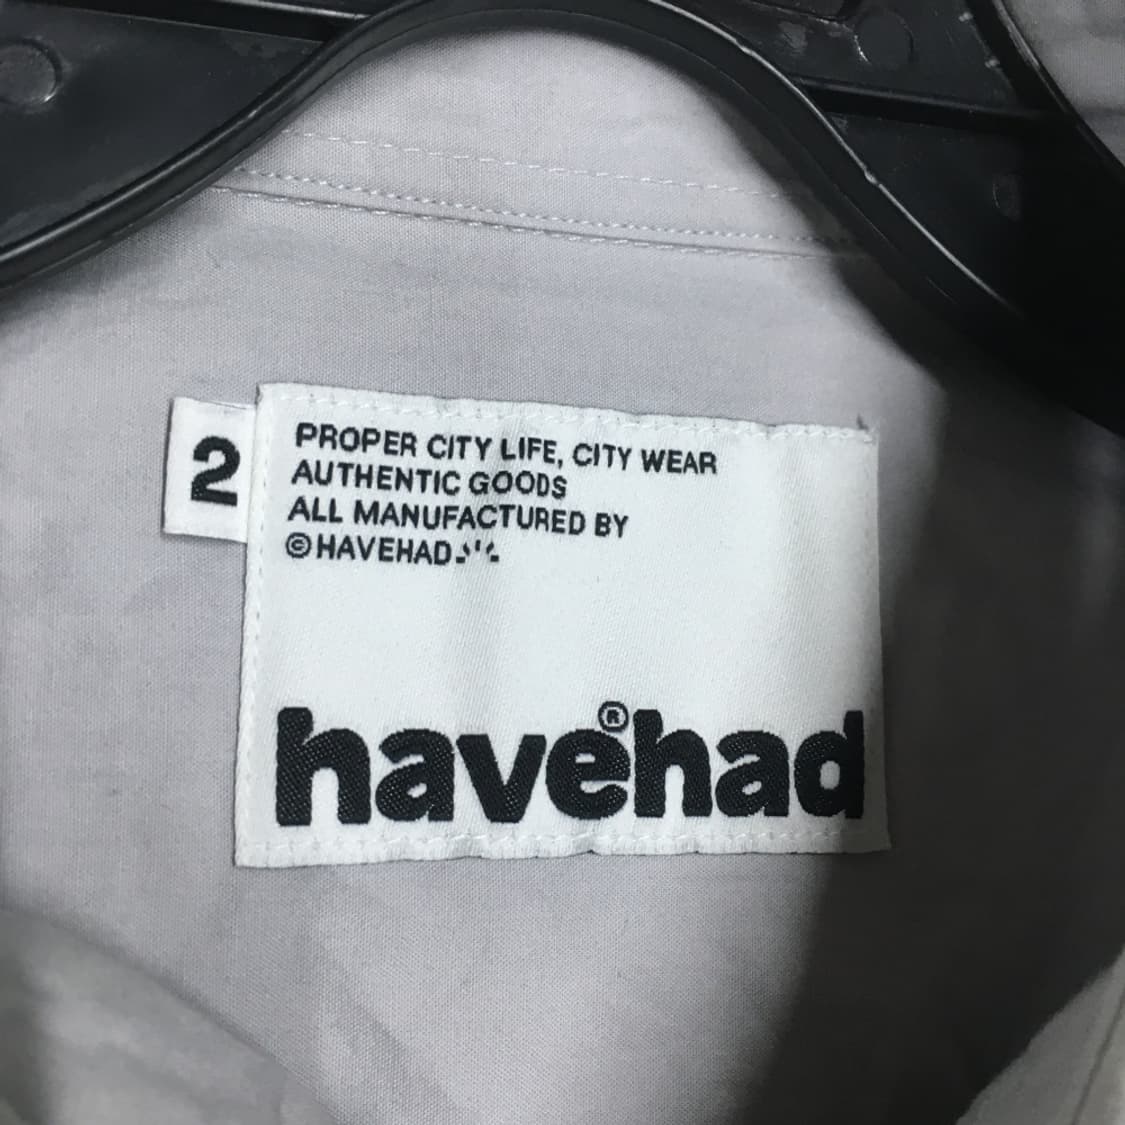 2
PROPER CITY LIFE, CITY WEAR
AUTHENTIC GOODS
ALL MANUFACTURED BY
©HAVEHAD
havehad®